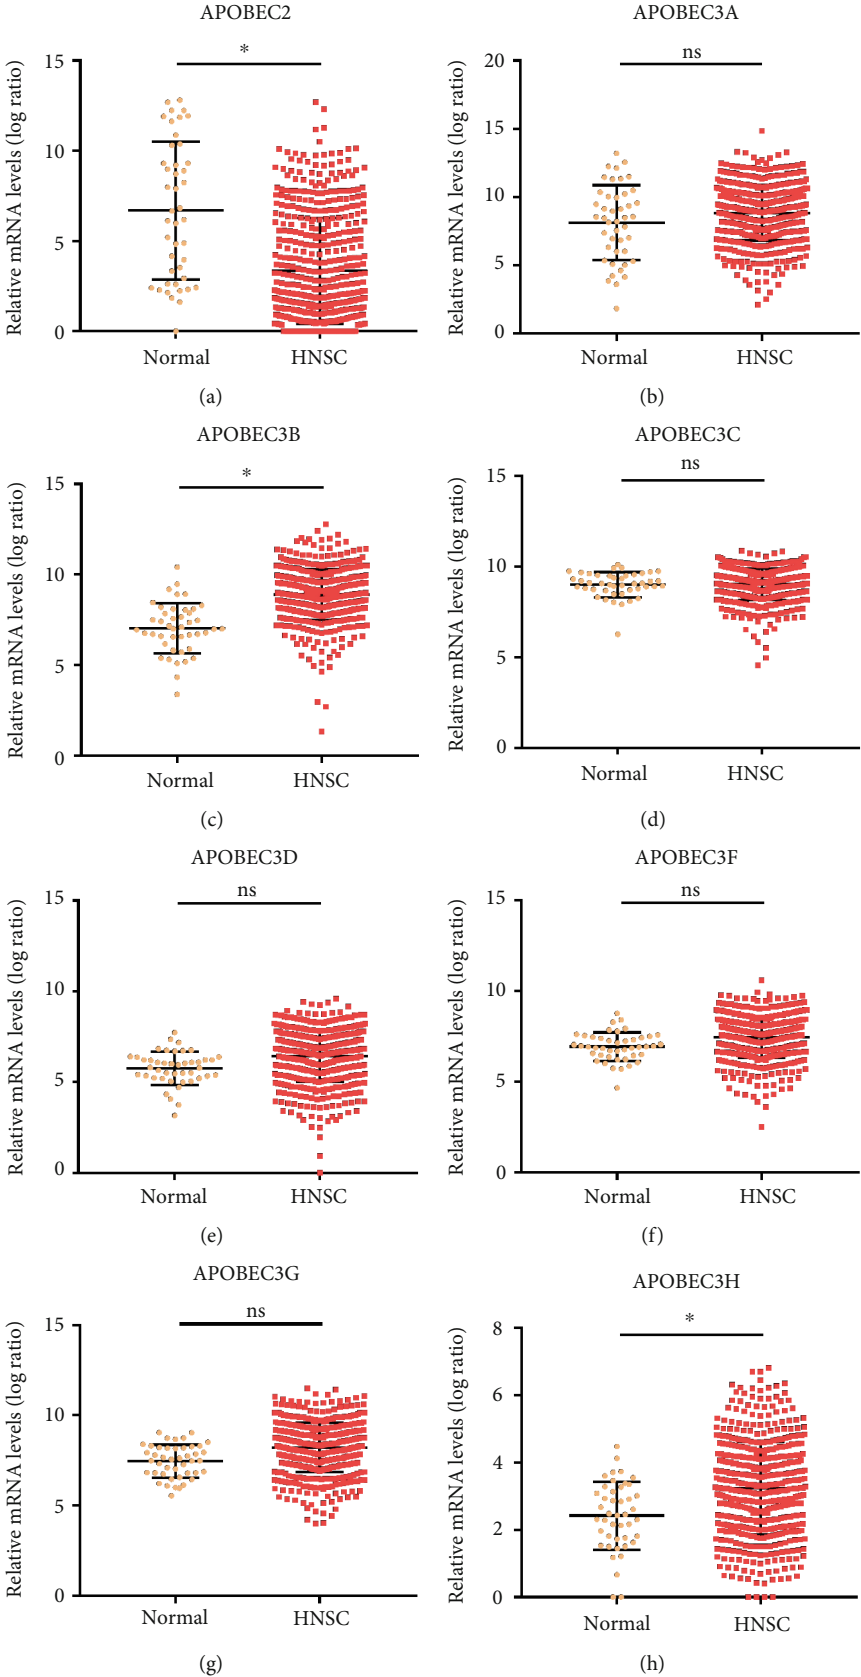 APOBEC2
*
Relative mRNA levels (log ratio)
15
10
5
0
Normal
HNSC
(a)
APOBEC3A
ns
Relative mRNA levels (log ratio)
20
15
10
5
0
Normal
HNSC
(b)
APOBEC3B
*
Relative mRNA levels (log ratio)
15
10
5
0
Normal
HNSC
(c)
APOBEC3C
ns
Relative mRNA levels (log ratio)
15
10
5
0
Normal
HNSC
(d)
APOBEC3D
ns
Relative mRNA levels (log ratio)
15
10
5
0
Normal
HNSC
(e)
APOBEC3F
ns
Relative mRNA levels (log ratio)
15
10
5
0
Normal
HNSC
(f)
APOBEC3G
ns
Relative mRNA levels (log ratio)
15
10
5
0
Normal
HNSC
(g)
APOBEC3H
*
Relative mRNA levels (log ratio)
8
6
4
2
0
Normal
HNSC
(h)